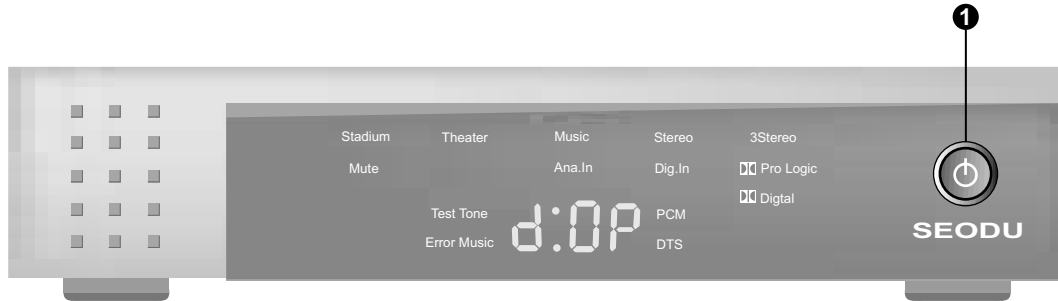 1
Stadium Theater Music Stereo 3Stereo
Mute Ana.In Dig.In Pro Logic
Digtal
Test Tone d:0P PCM
Error Music DTS
SEODU